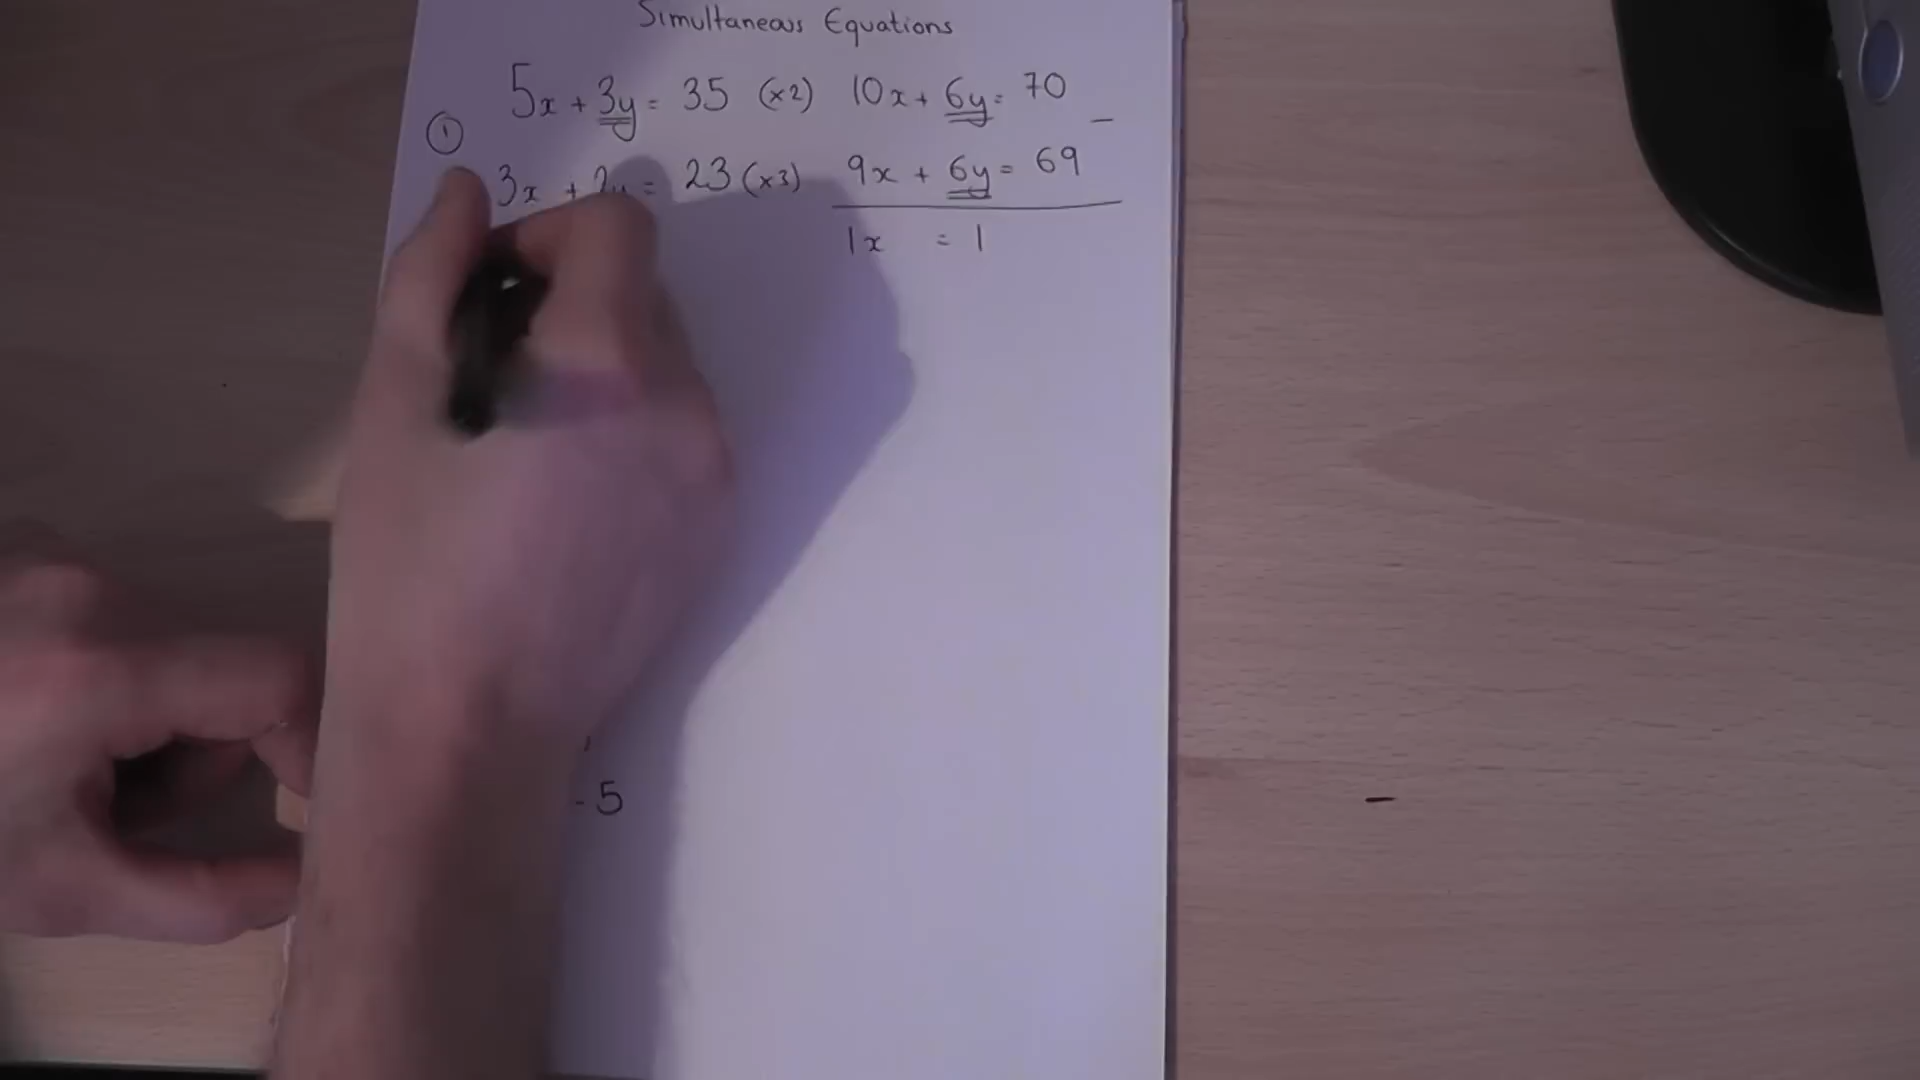 Simultaneous Equations
① 5x + 3y = 35 (×2) 10x + 6y = 70 –
3x + 2y = 23 (×3) 9x + 6y = 69
1x = 1
- 5